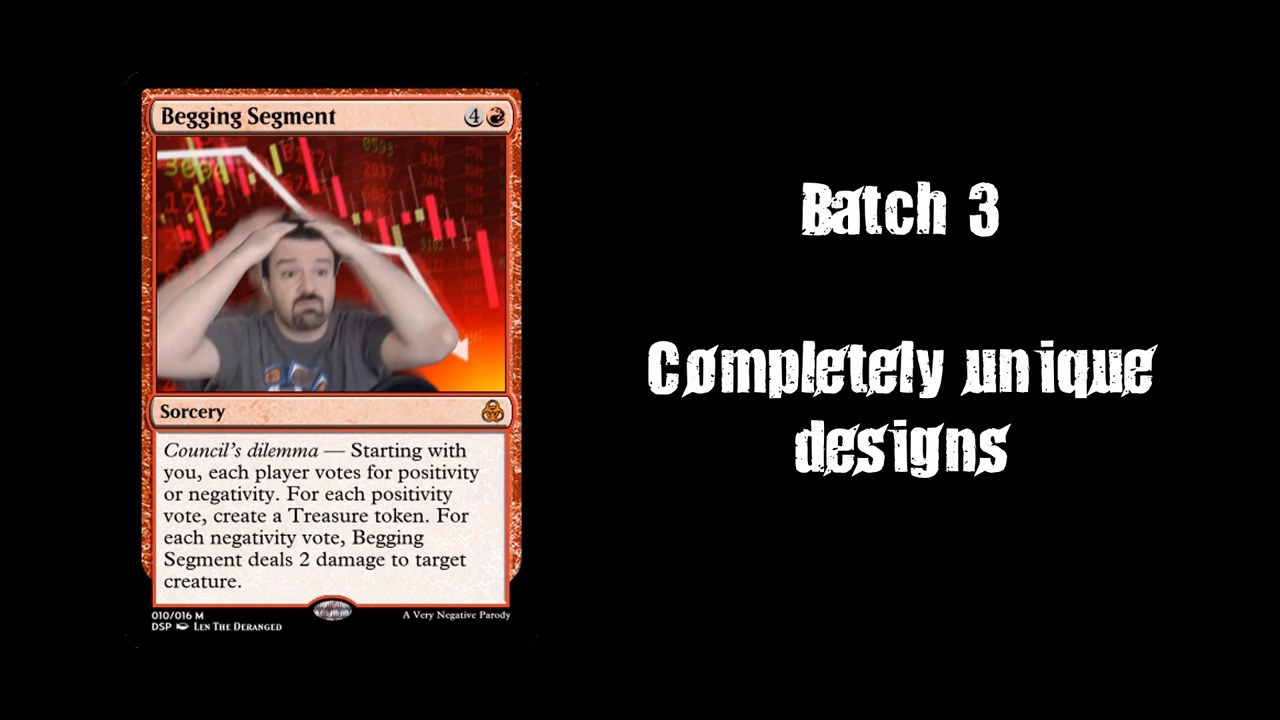 Begging Segment 4
Sorcery
Council's dilemma — Starting with
you, each player votes for positivity
or negativity. For each positivity
vote, create a Treasure token. For
each negativity vote, Begging
Segment deals 2 damage to target
creature.
010/016 M
DSP Len The Deranged
A Very Negative Parody
Batch 3
Completely unique
designs